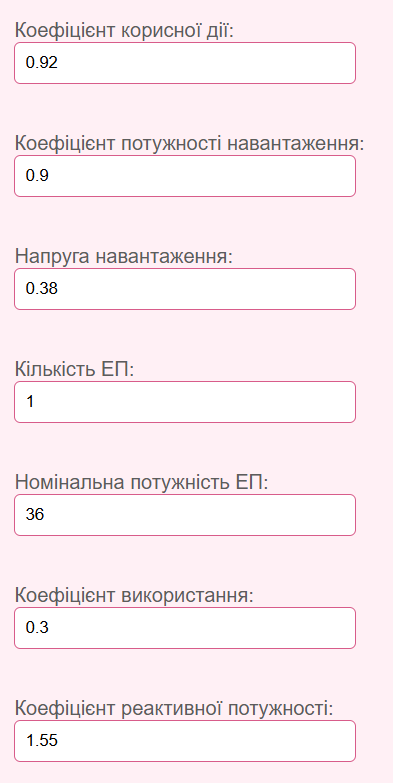 Коефіцієнт корисної дії:
0.92
Коефіцієнт потужності навантаження:
0.9
Напруга навантаження:
0.38
Кількість ЕП:
1
Номінальна потужність ЕП:
36
Коефіцієнт використання:
0.3
Коефіцієнт реактивної потужності:
1.55